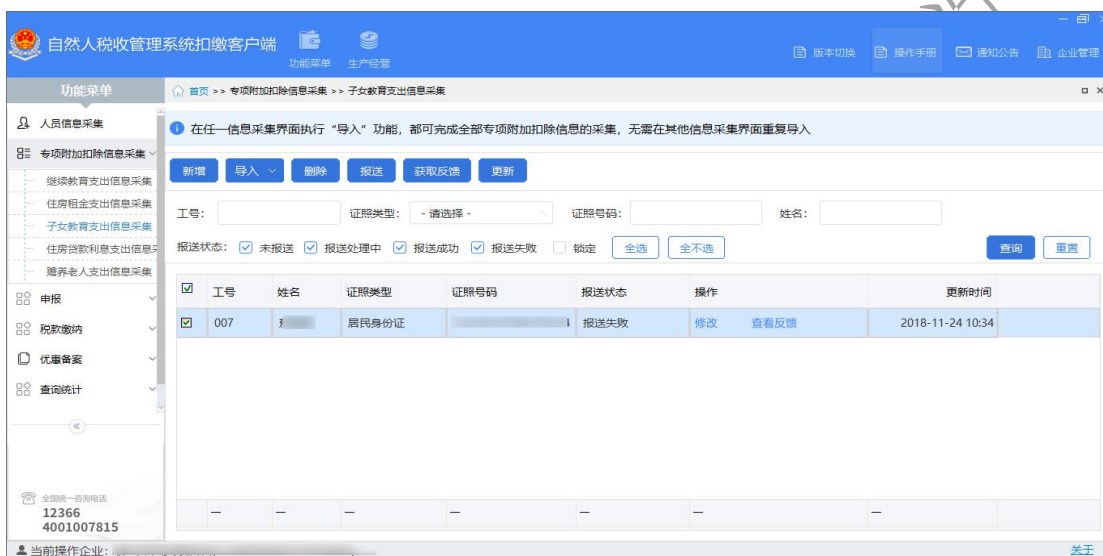 自然人税收管理系统扣缴客户端
功能菜单 生产经营
版本切换 操作手册 通知公告 企业管理
功能菜单
首页 >> 专项附加扣除信息采集 >> 子女教育支出信息采集
人员信息采集
专项附加扣除信息采集
继续教育支出信息采集
住房租金支出信息采集
子女教育支出信息采集
住房贷款利息支出信息采
赡养老人支出信息采集
申报
税款缴纳
优惠备案
查询统计
全国统一咨询电话
12366
4001007815
在任一信息采集界面执行“导入”功能，都可完成全部专项附加扣除信息的采集，无需在其他信息采集界面重复导入
新增 导入 删除 报送 获取反馈 更新
工号： 证照类型： - 请选择 - 证照号码： 姓名：
报送状态： 未报送 报送处理中 报送成功 报送失败 锁定 全选 全不选 查询 重置
工号 姓名 证照类型 证照号码 报送状态 操作 更新时间
007 居民身份证 报送失败 修改 查看反馈 2018-11-24 10:34
— — — — — — —
当前操作企业：
关于